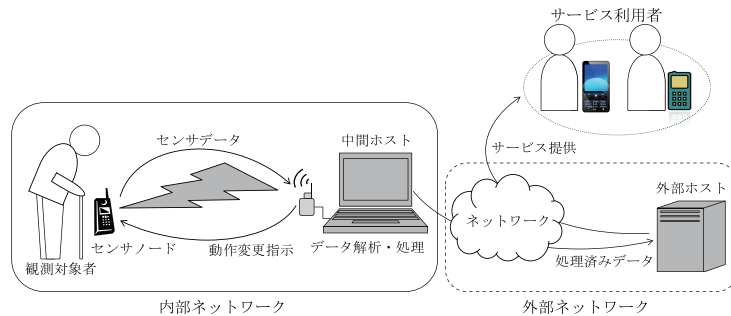 サービス利用者
センサデータ
中間ホスト
サービス提供
外部ホスト
ネットワーク
センサノード
動作変更指示
データ解析・処理
処理済みデータ
観測対象者
内部ネットワーク
外部ネットワーク